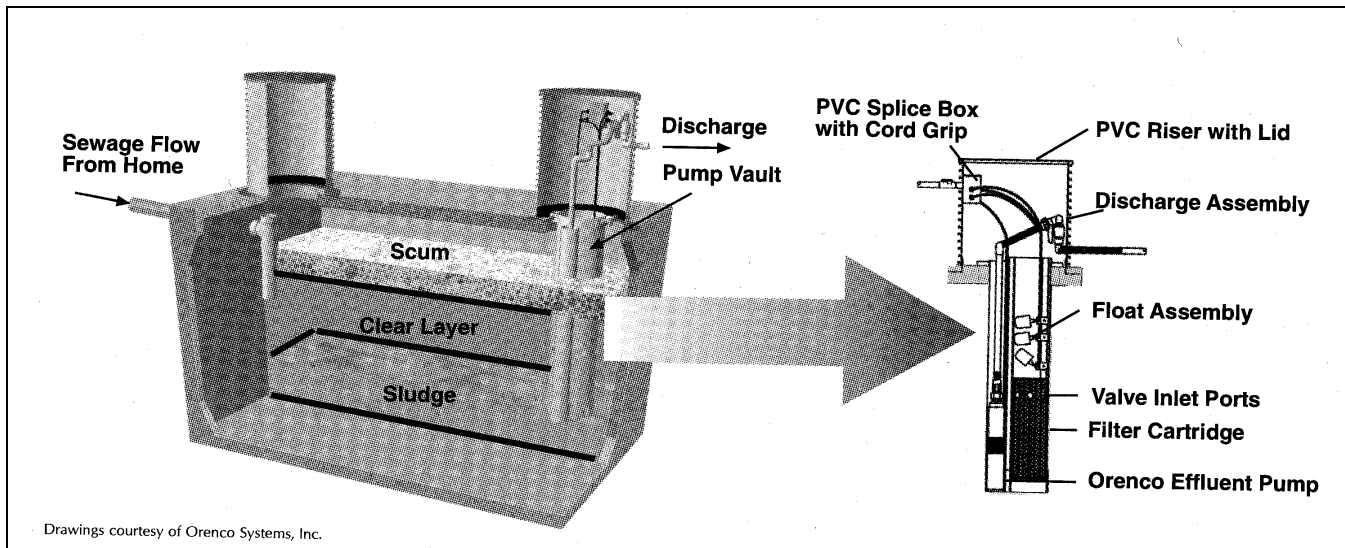 Sewage Flow
From Home
Discharge
Pump Vault
Scum
Clear Layer
Sludge
PVC Splice Box
with Cord Grip
PVC Riser with Lid
Discharge Assembly
Float Assembly
Valve Inlet Ports
Filter Cartridge
Orenco Effluent Pump
Drawings courtesy of Orenco Systems, Inc.